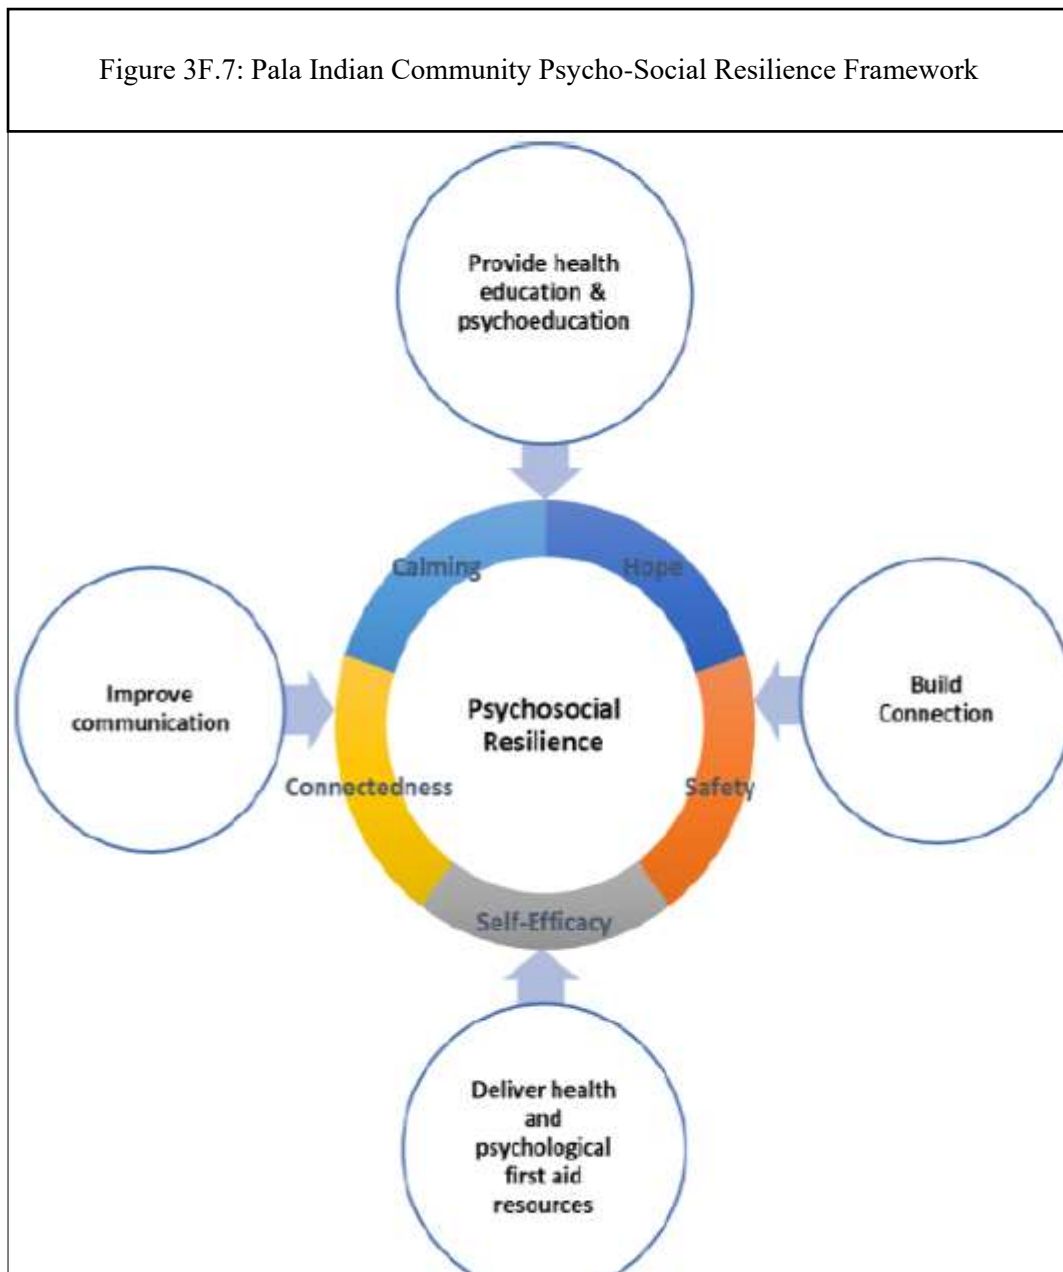 Figure 3F.7: Pala Indian Community Psycho-Social Resilience Framework
Provide health
education &
psychoeducation
Calming
Hope
Improve
communication
Psychosocial
Resilience
Build
Connection
Connectedness
Safety
Self-Efficacy
Deliver health
and
psychological
first aid
resources